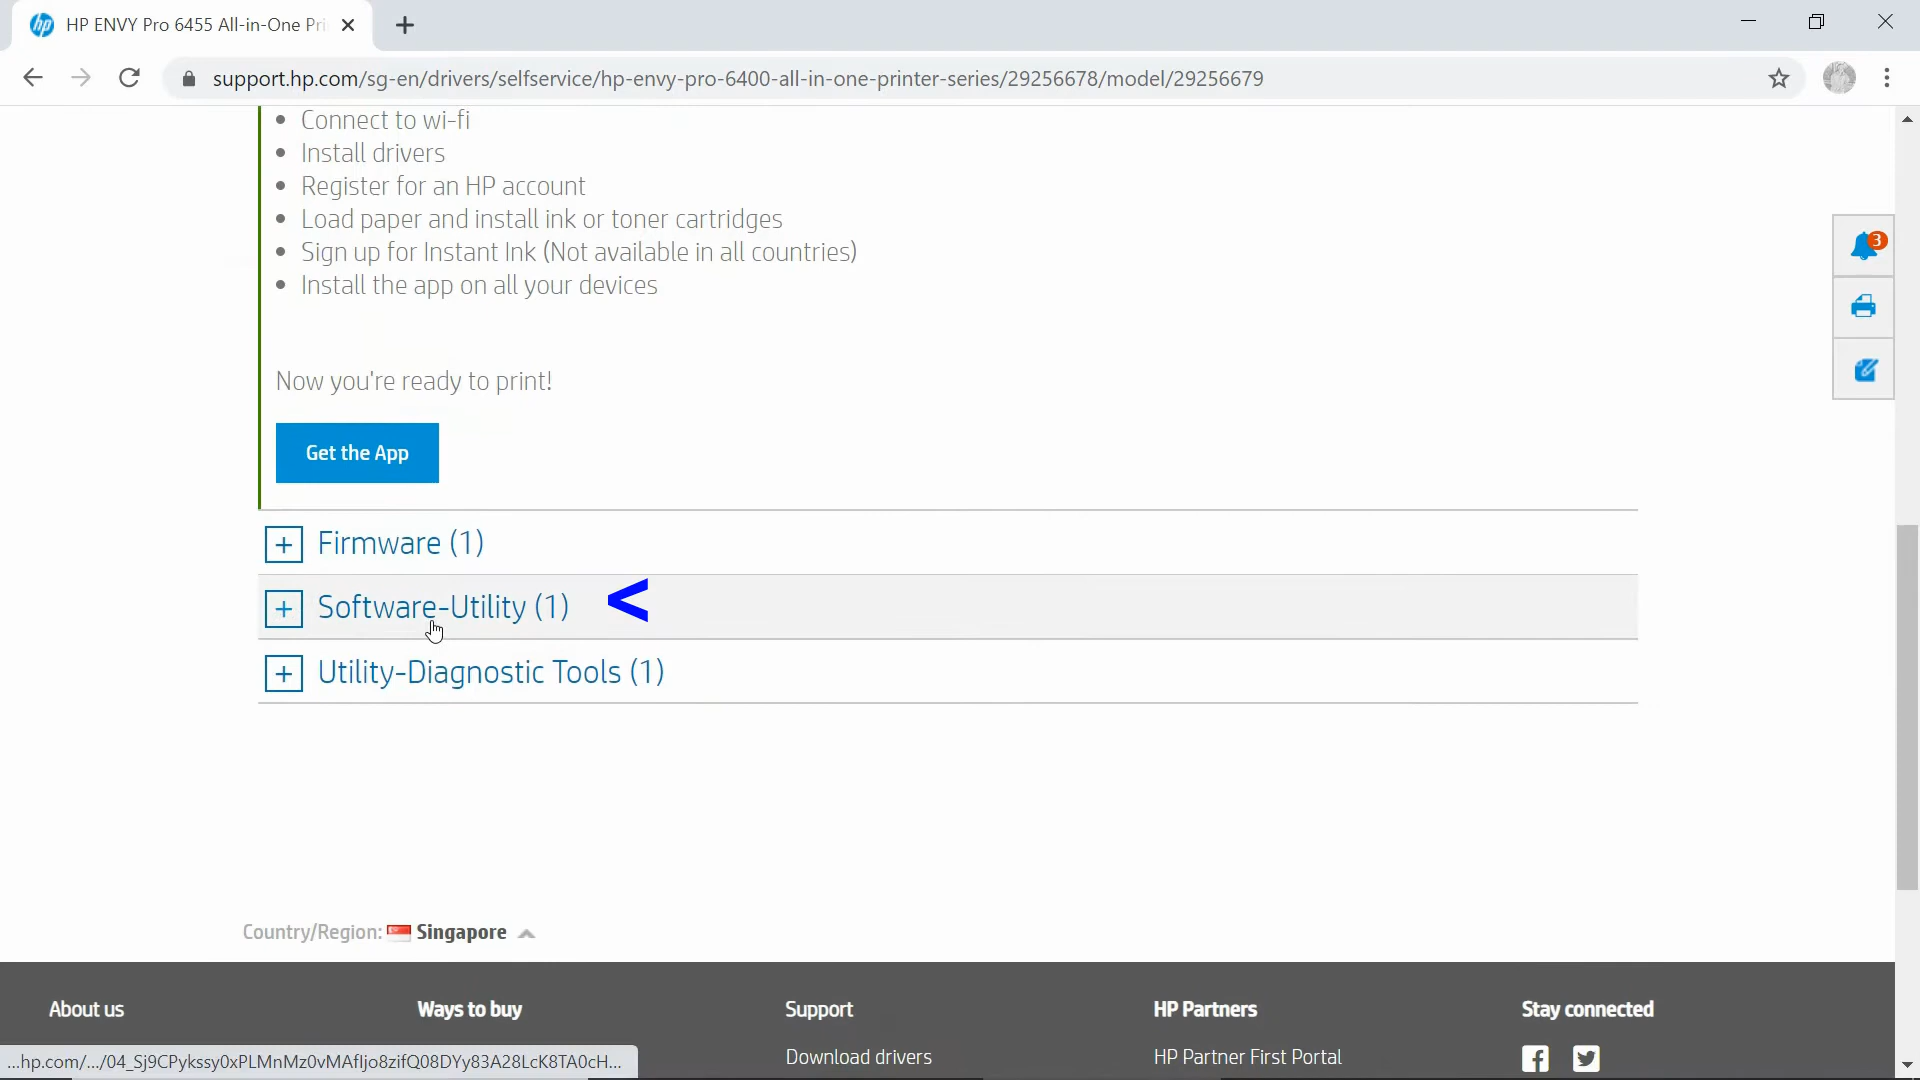 HP ENVY Pro 6455 All-in-One Pri
support.hp.com/sg-en/drivers/selfservice/hp-envy-pro-6400-all-in-one-printer-series/29256678/model/29256679
• Connect to wi-fi
• Install drivers
• Register for an HP account
• Load paper and install ink or toner cartridges
• Sign up for Instant Ink (Not available in all countries)
• Install the app on all your devices
3
Now you're ready to print!
Get the App
+ Firmware (1)
+ Software-Utility (1) <
+ Utility-Diagnostic Tools (1)
Country/Region: Singapore
About us Ways to buy Support HP Partners Stay connected
Download drivers HP Partner First Portal